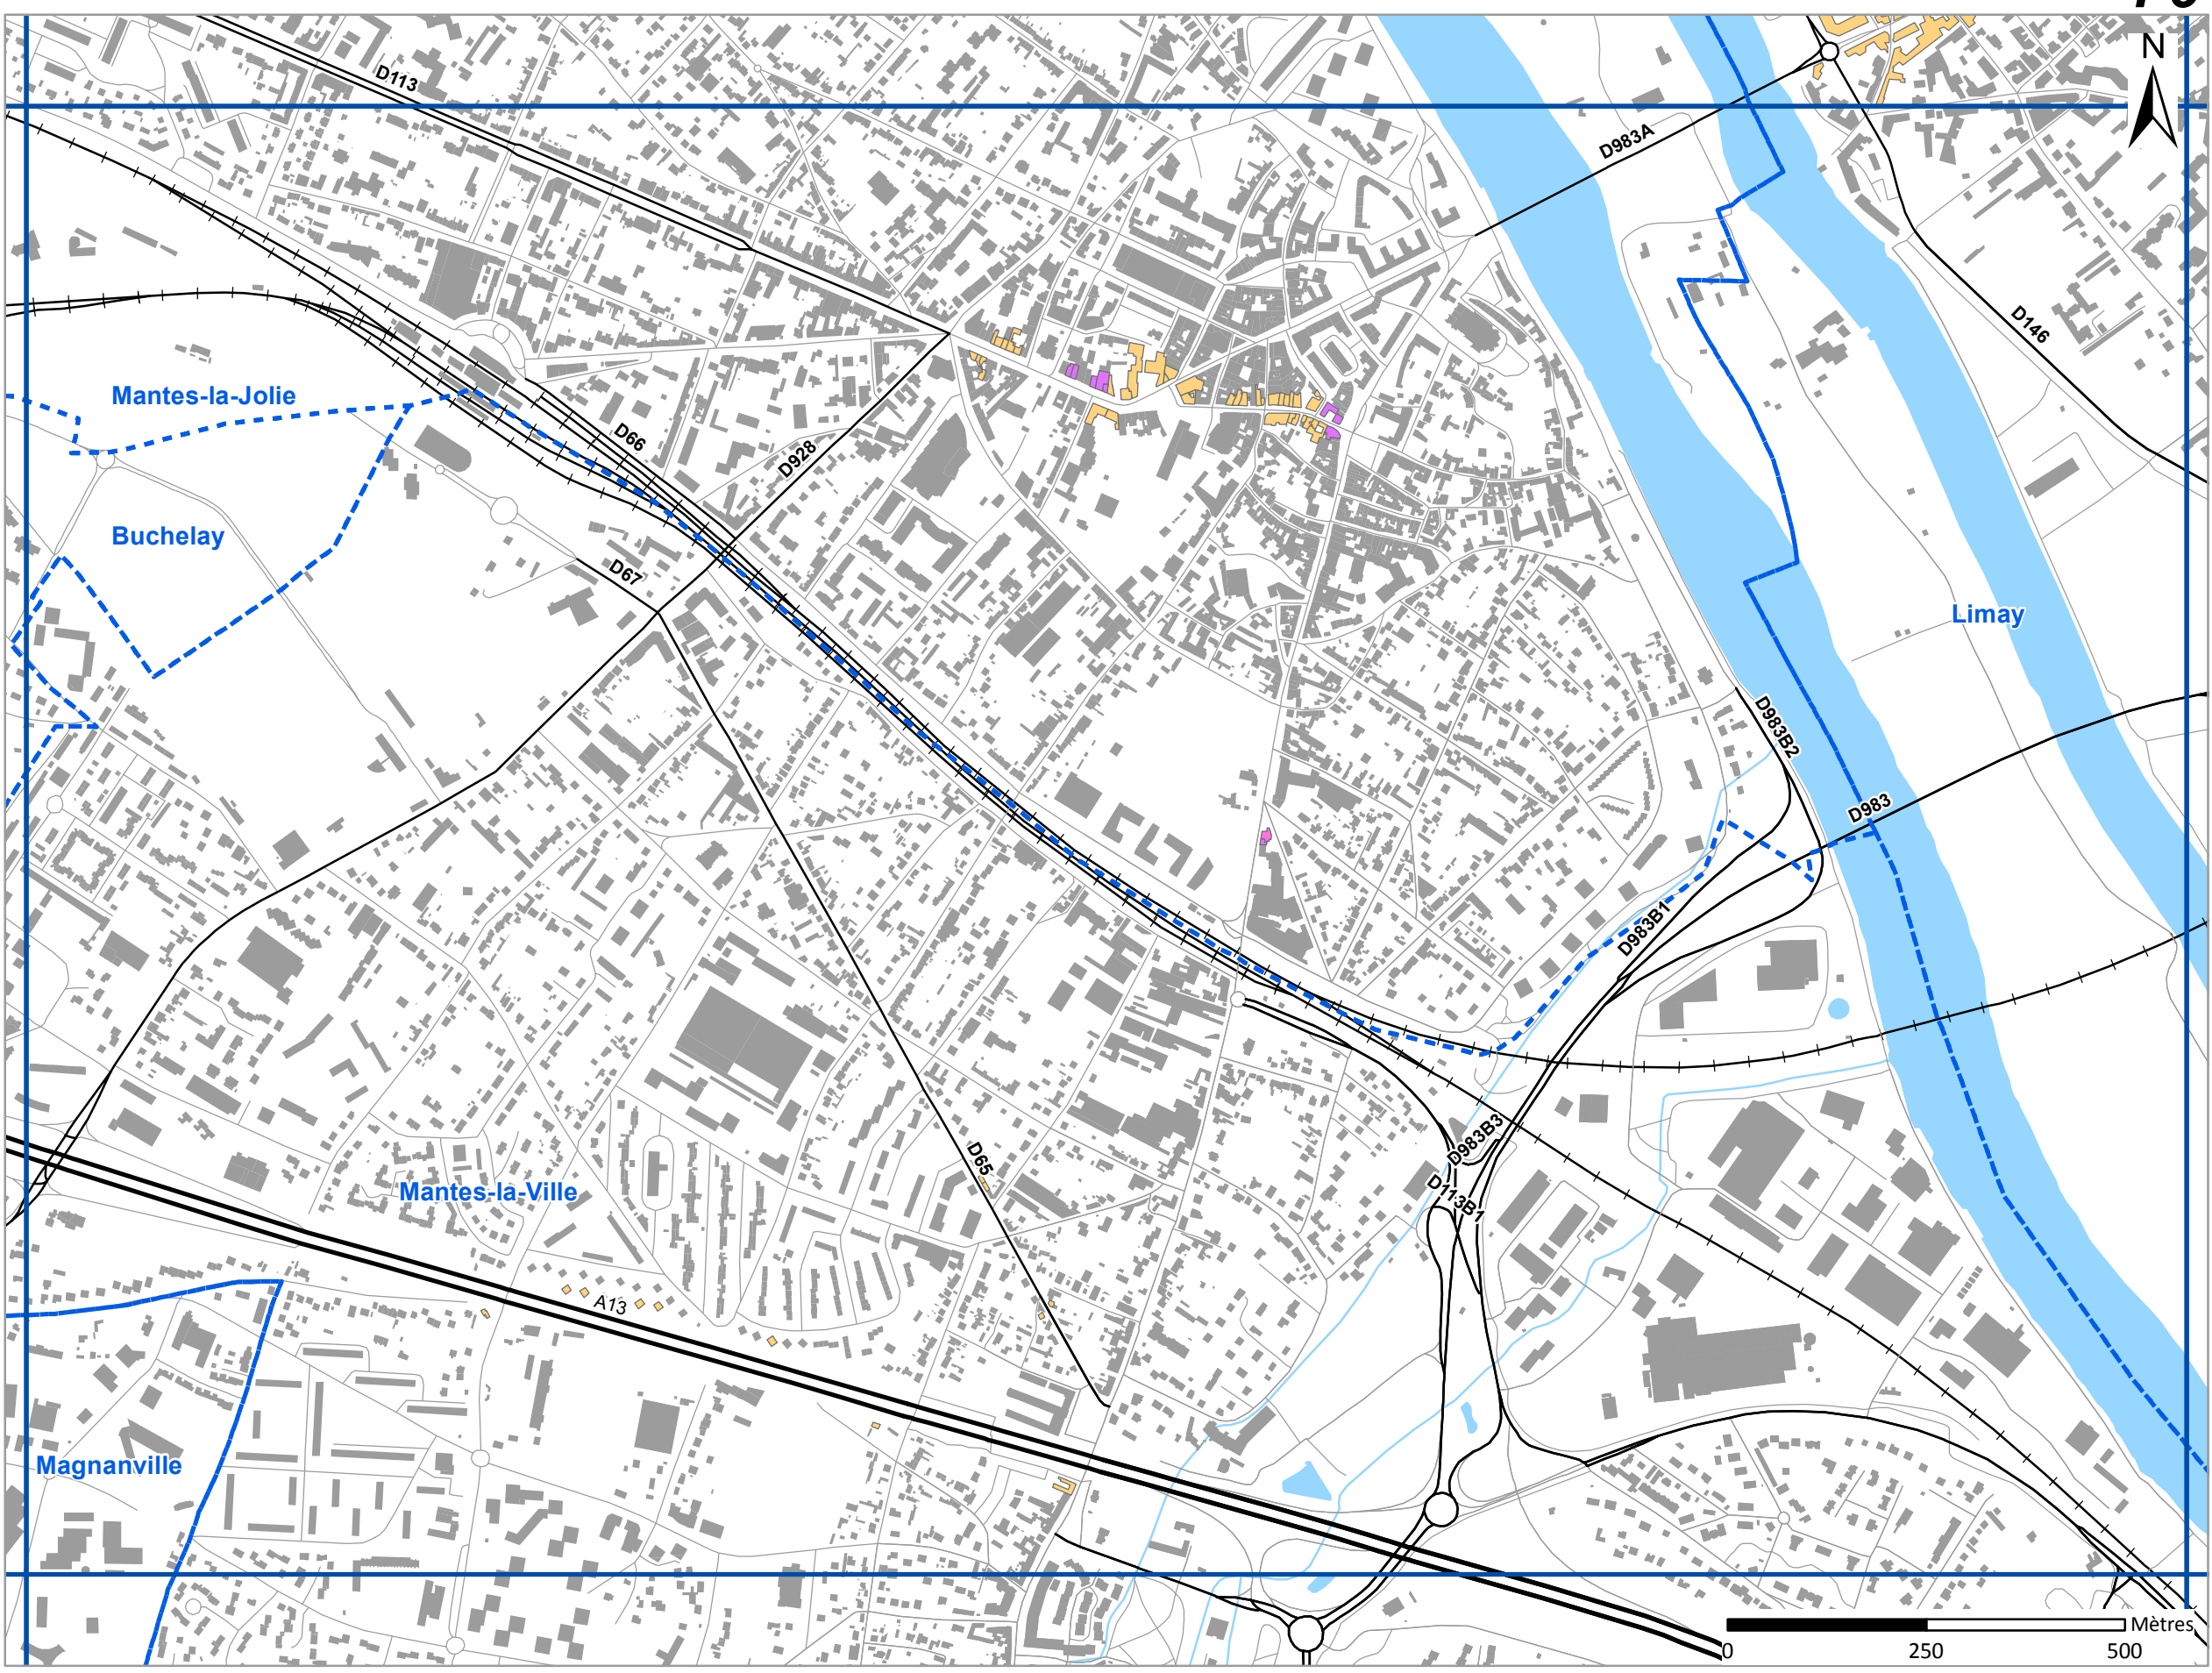 N
D113
D983A
D146
Mantes-la-Jolie
D66
D928
Buchelay
D67
Limay
D983B2
D983
D983B1
D983B3
D65
Mantes-la-Ville
D113B1
A13
Magnanville
Mètres
0 250 500